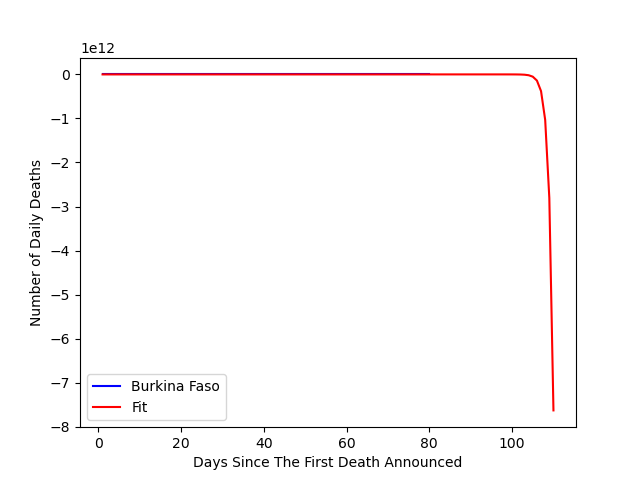 1e12
0
−1
−2
−3
−4
−5
−6
−7
−8
Number of Daily Deaths
Burkina Faso
Fit
0 20 40 60 80 100
Days Since The First Death Announced